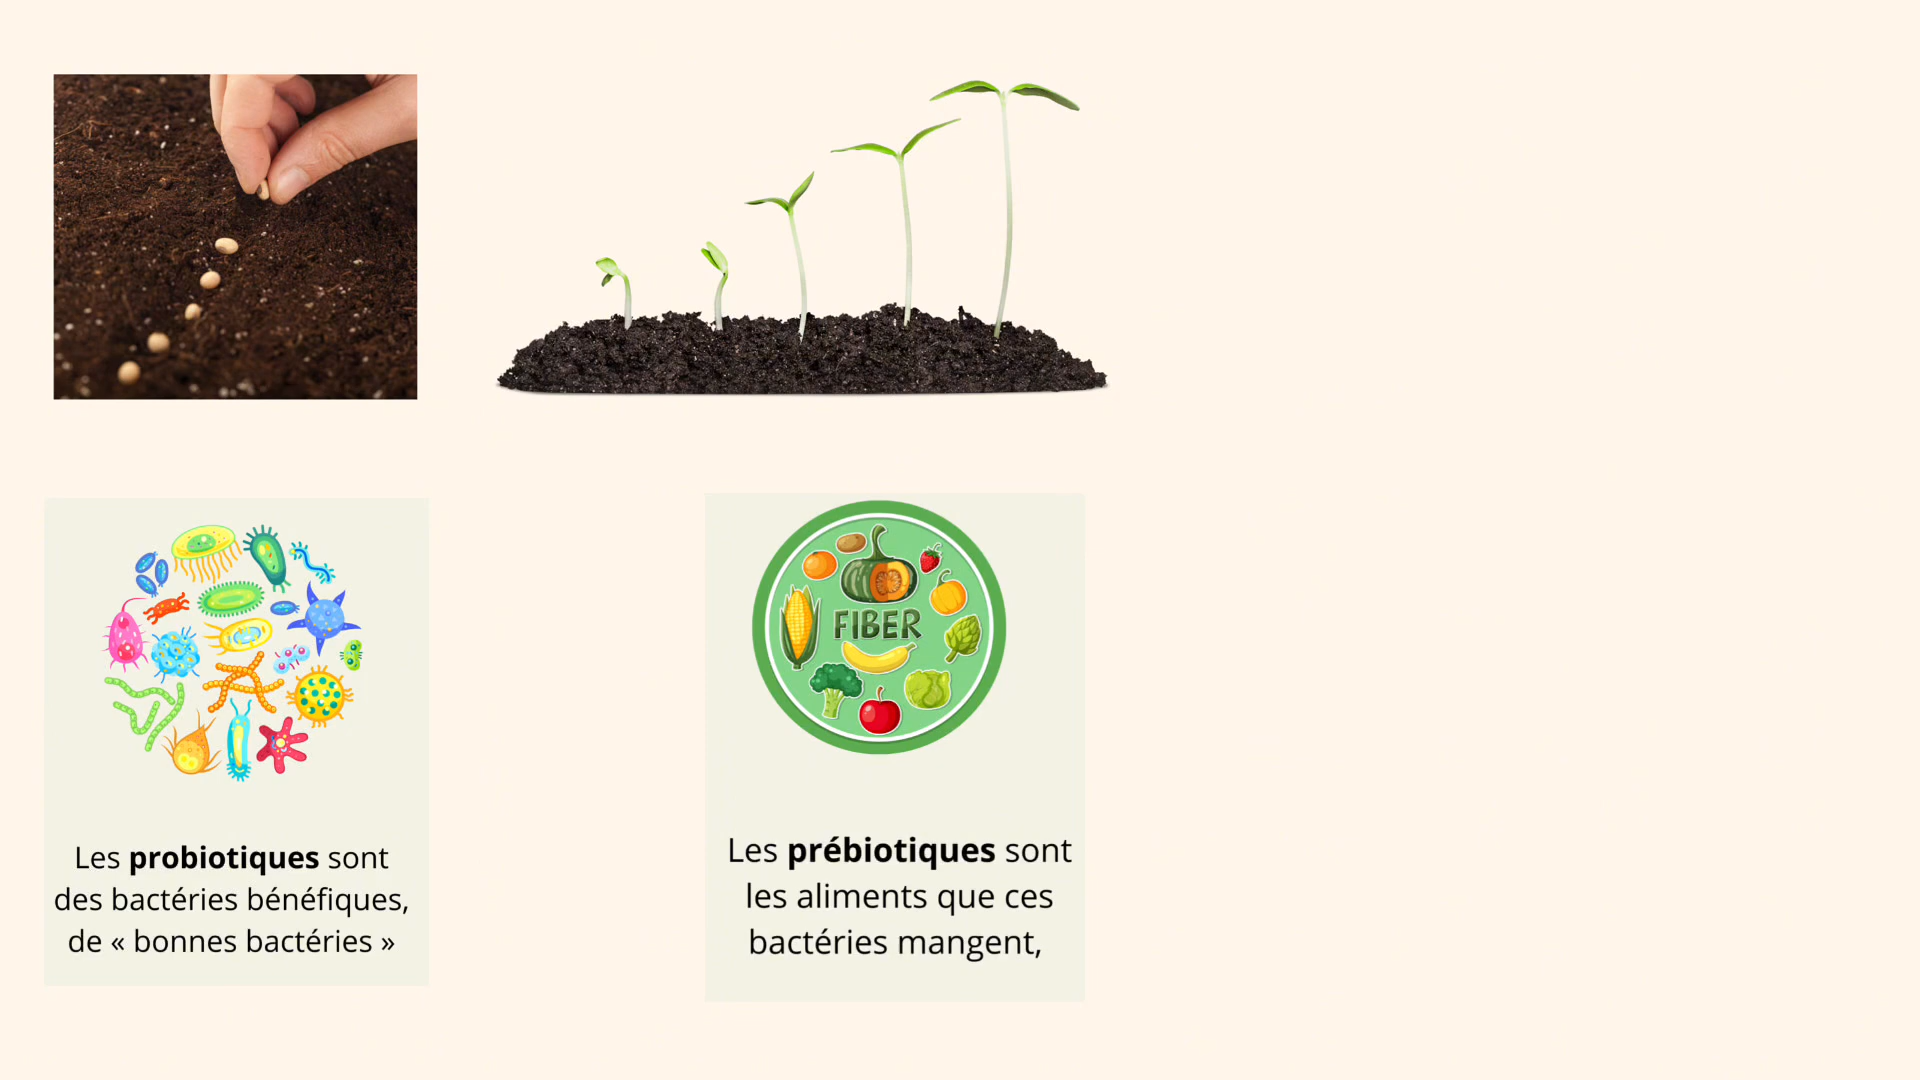 Les probiotiques sont
des bactéries bénéfiques,
de « bonnes bactéries »
FIBER
Les prébiotiques sont
les aliments que ces
bactéries mangent,